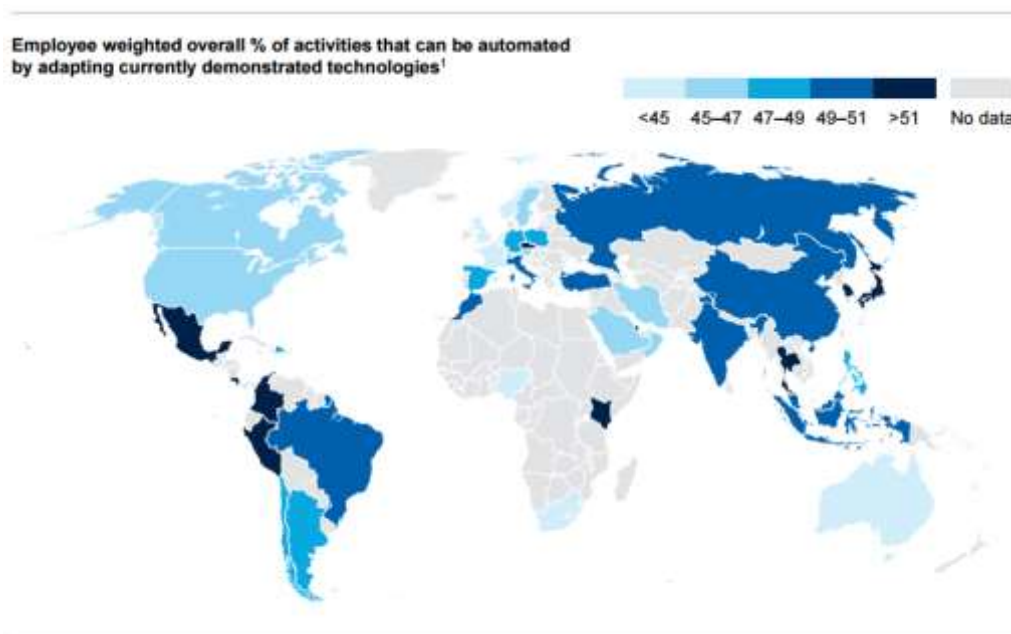 Employee weighted overall % of activities that can be automated
by adapting currently demonstrated technologies¹
<45 45–47 47–49 49–51 >51 No data